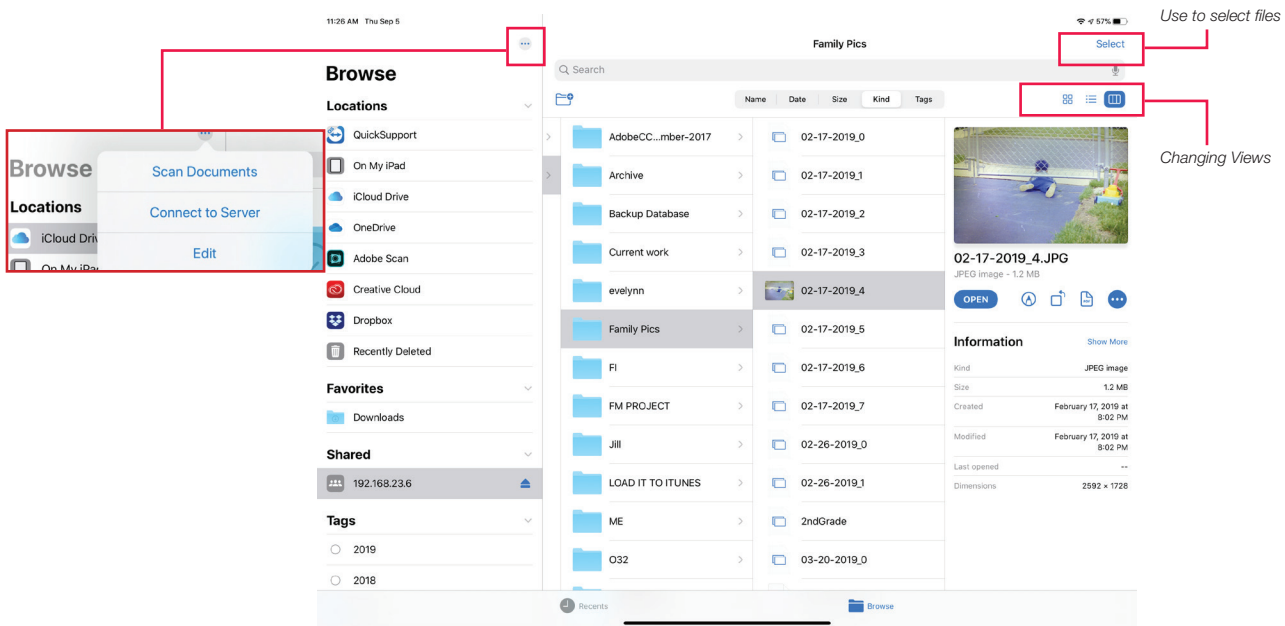 11:26 AM Thu Sep 5
57%
Use to select files
Family Pics
Select
Browse
Search
Locations
Name Date Size Kind Tags
QuickSupport
On My iPad
iCloud Drive
OneDrive
Adobe Scan
Creative Cloud
Dropbox
Recently Deleted
Favorites
Downloads
Shared
192.168.23.6
Tags
2019
2018
Browse
Locations
iCloud Driv
On My iPa
Scan Documents
Connect to Server
Edit
AdobeCC...mber-2017
Archive
Backup Database
Current work
evelynn
Family Pics
FI
FM PROJECT
Jill
LOAD IT TO ITUNES
ME
O32
02-17-2019_0
02-17-2019_1
02-17-2019_2
02-17-2019_3
02-17-2019_4
02-17-2019_5
02-17-2019_6
02-17-2019_7
02-26-2019_0
02-26-2019_1
2ndGrade
03-20-2019_0
Changing Views
02-17-2019_4.JPG
JPEG image - 1.2 MB
OPEN
Information Show More
Kind JPEG image
Size 1.2 MB
Created February 17, 2019 at
8:02 PM
Modified February 17, 2019 at
8:02 PM
Last opened --
Dimensions 2592 × 1728
Recents
Browse